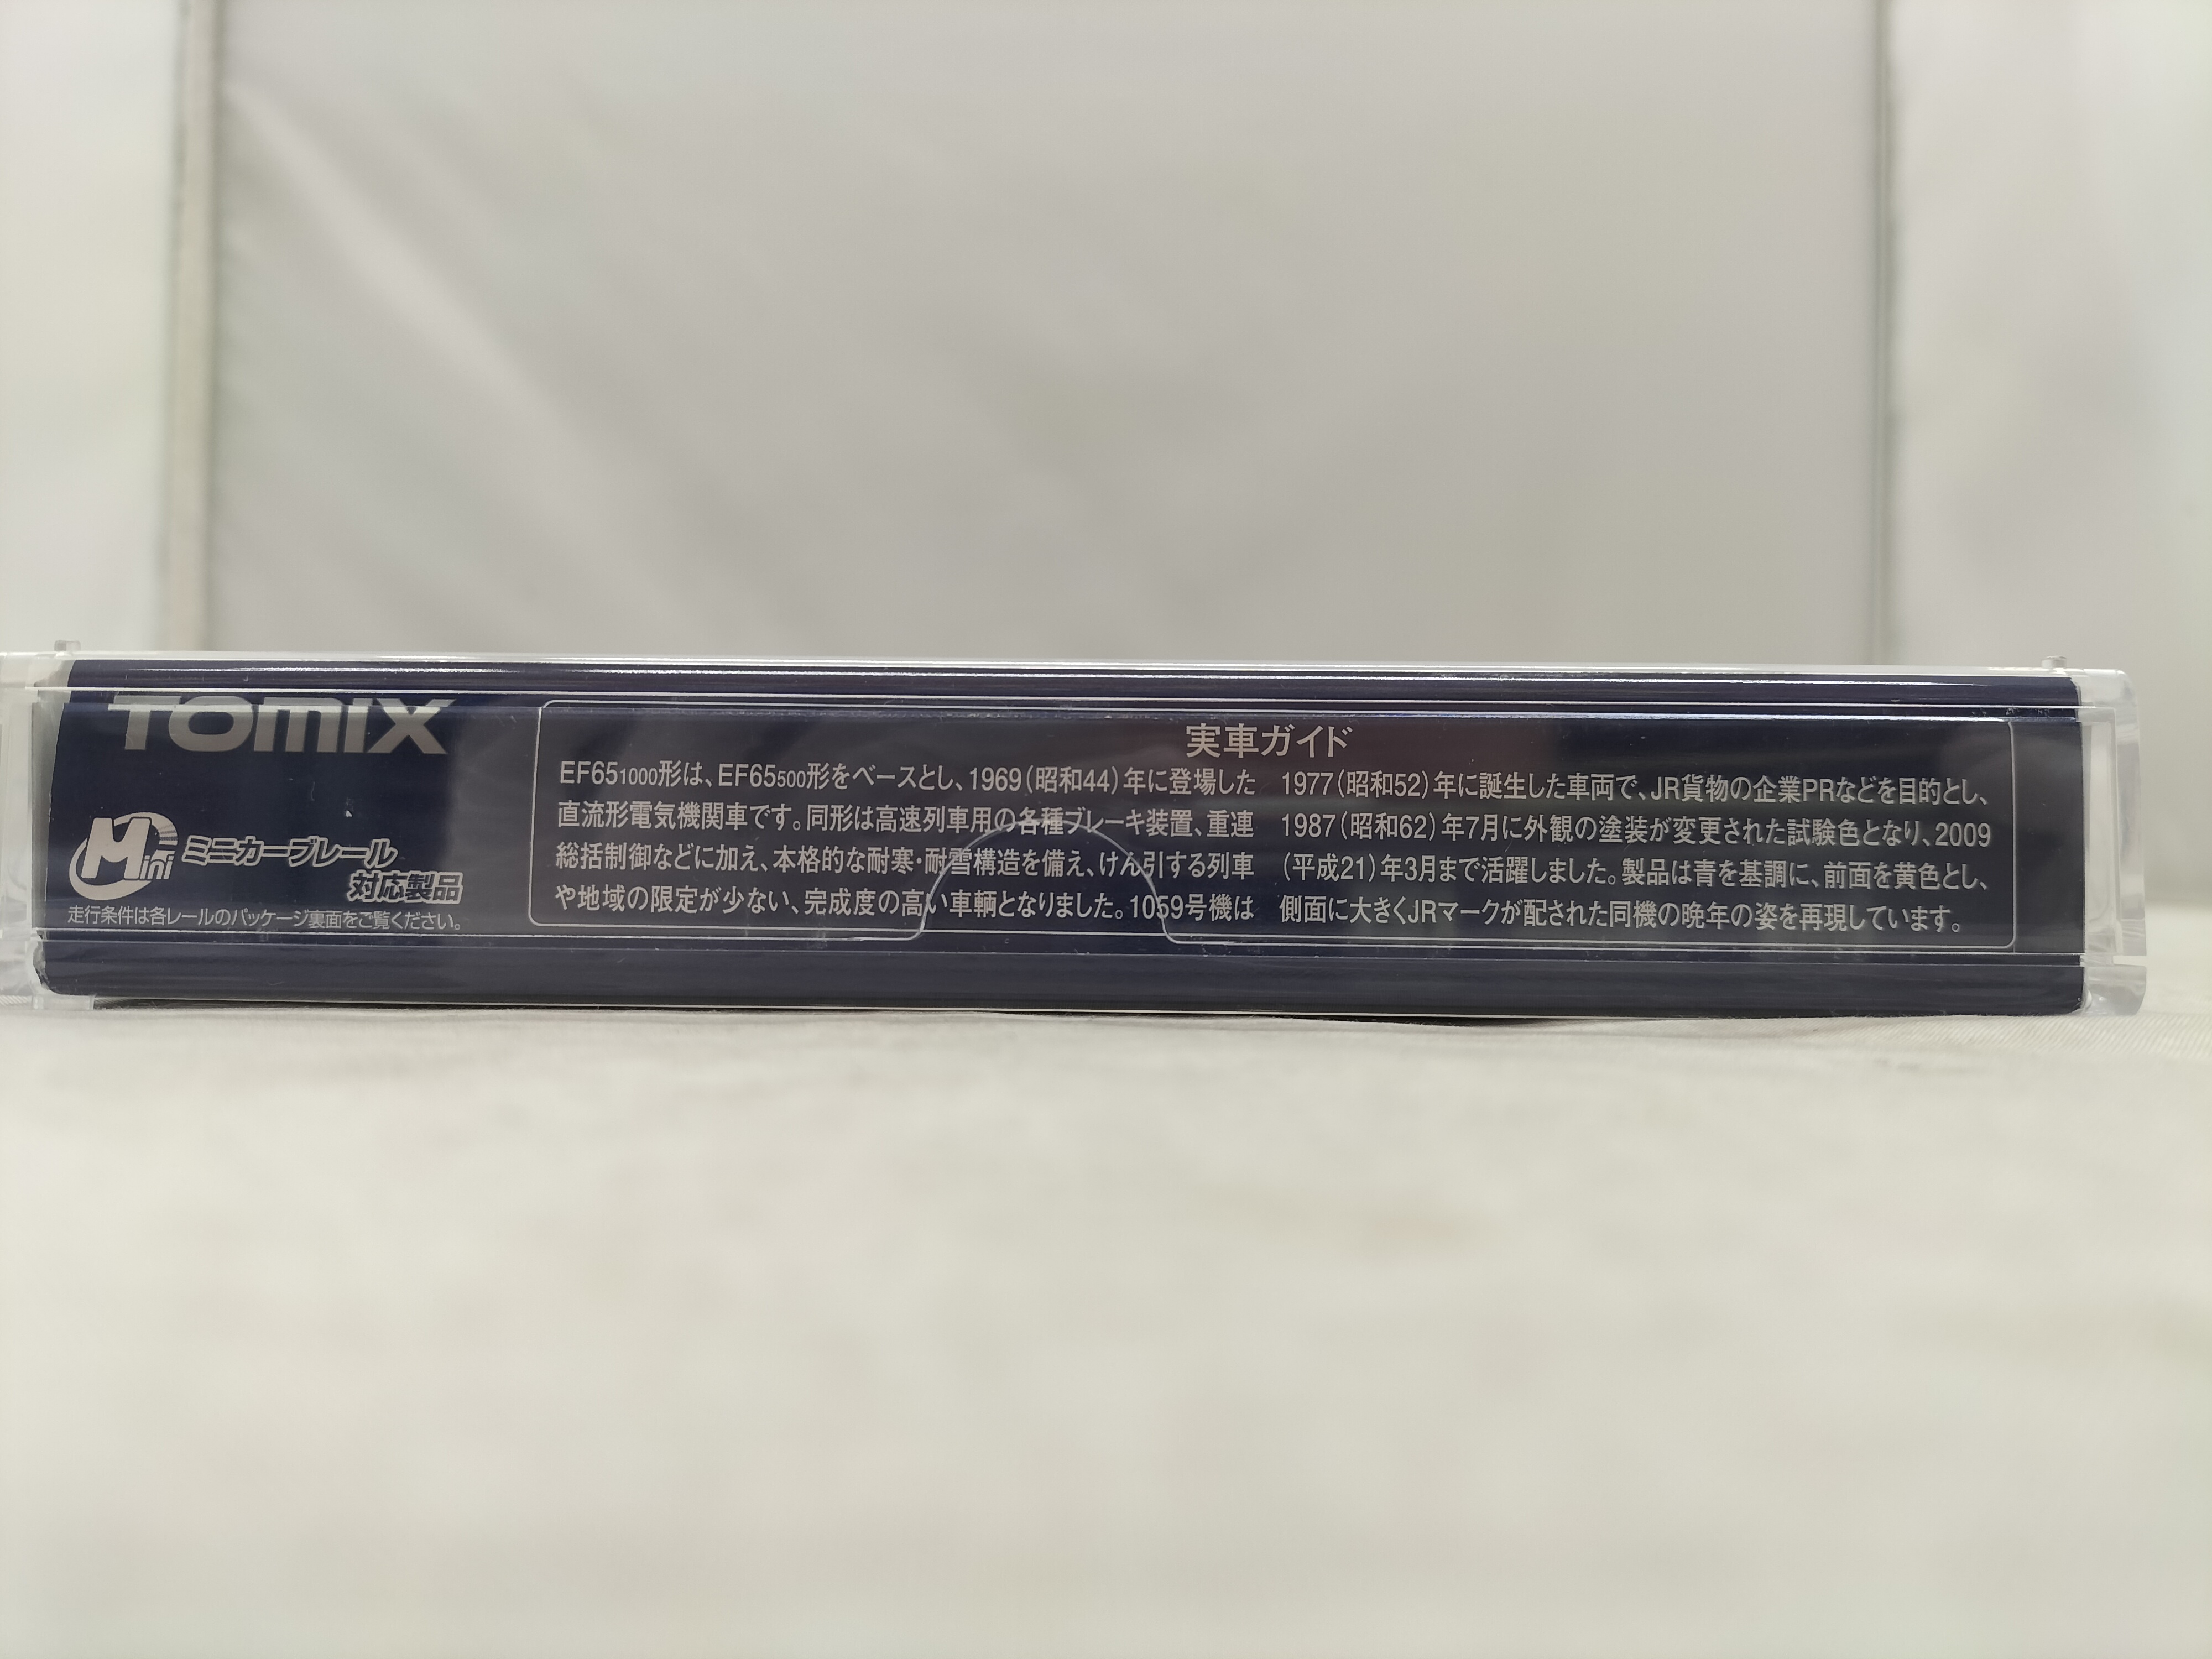 TOMIX
Mini ミニカーブレール
対応製品
走行条件は各レールのパッケージ裏面をご覧ください。
実車ガイド
EF651000形は、EF65500形をベースとし、1969(昭和44)年に登場した
直流形電気機関車です。同形は高速列車用の各種ブレーキ装置、重連
総括制御などに加え、本格的な耐寒・耐雪構造を備え、けん引する列車
や地域の限定が少ない、完成度の高い車輌となりました。1059号機は
1977(昭和52)年に誕生した車両で、JR貨物の企業PRなどを目的とし、
1987(昭和62)年7月に外観の塗装が変更された試験色となり、2009
(平成21)年3月まで活躍しました。製品は青を基調に、前面を黄色とし、
側面に大きくJRマークが配された同機の晩年の姿を再現しています。